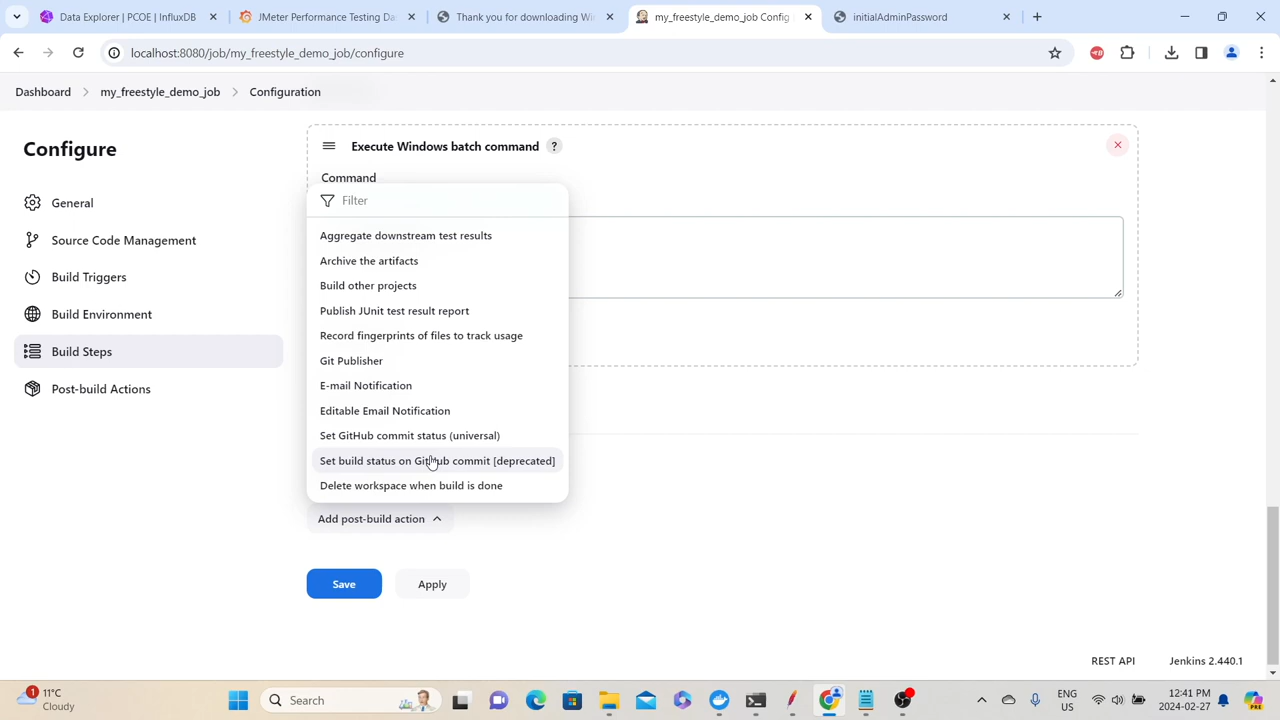 Data Explorer | PCOE | InfluxDB
JMeter Performance Testing Da
Thank you for downloading Wi
my_freestyle_demo_job Config
initialAdminPassword
localhost:8080/job/my_freestyle_demo_job/configure
Dashboard
my_freestyle_demo_job
Configuration
Configure
General
Source Code Management
Build Triggers
Build Environment
Build Steps
Post-build Actions
Execute Windows batch command ?
Command
Filter
Aggregate downstream test results
Archive the artifacts
Build other projects
Publish JUnit test result report
Record fingerprints of files to track usage
Git Publisher
E-mail Notification
Editable Email Notification
Set GitHub commit status (universal)
Set build status on GitHub commit [deprecated]
Delete workspace when build is done
Add post-build action
Save
Apply
REST API
Jenkins 2.440.1
1
11°C
Cloudy
Search
ENG
US
12:41 PM
2024-02-27
PRE